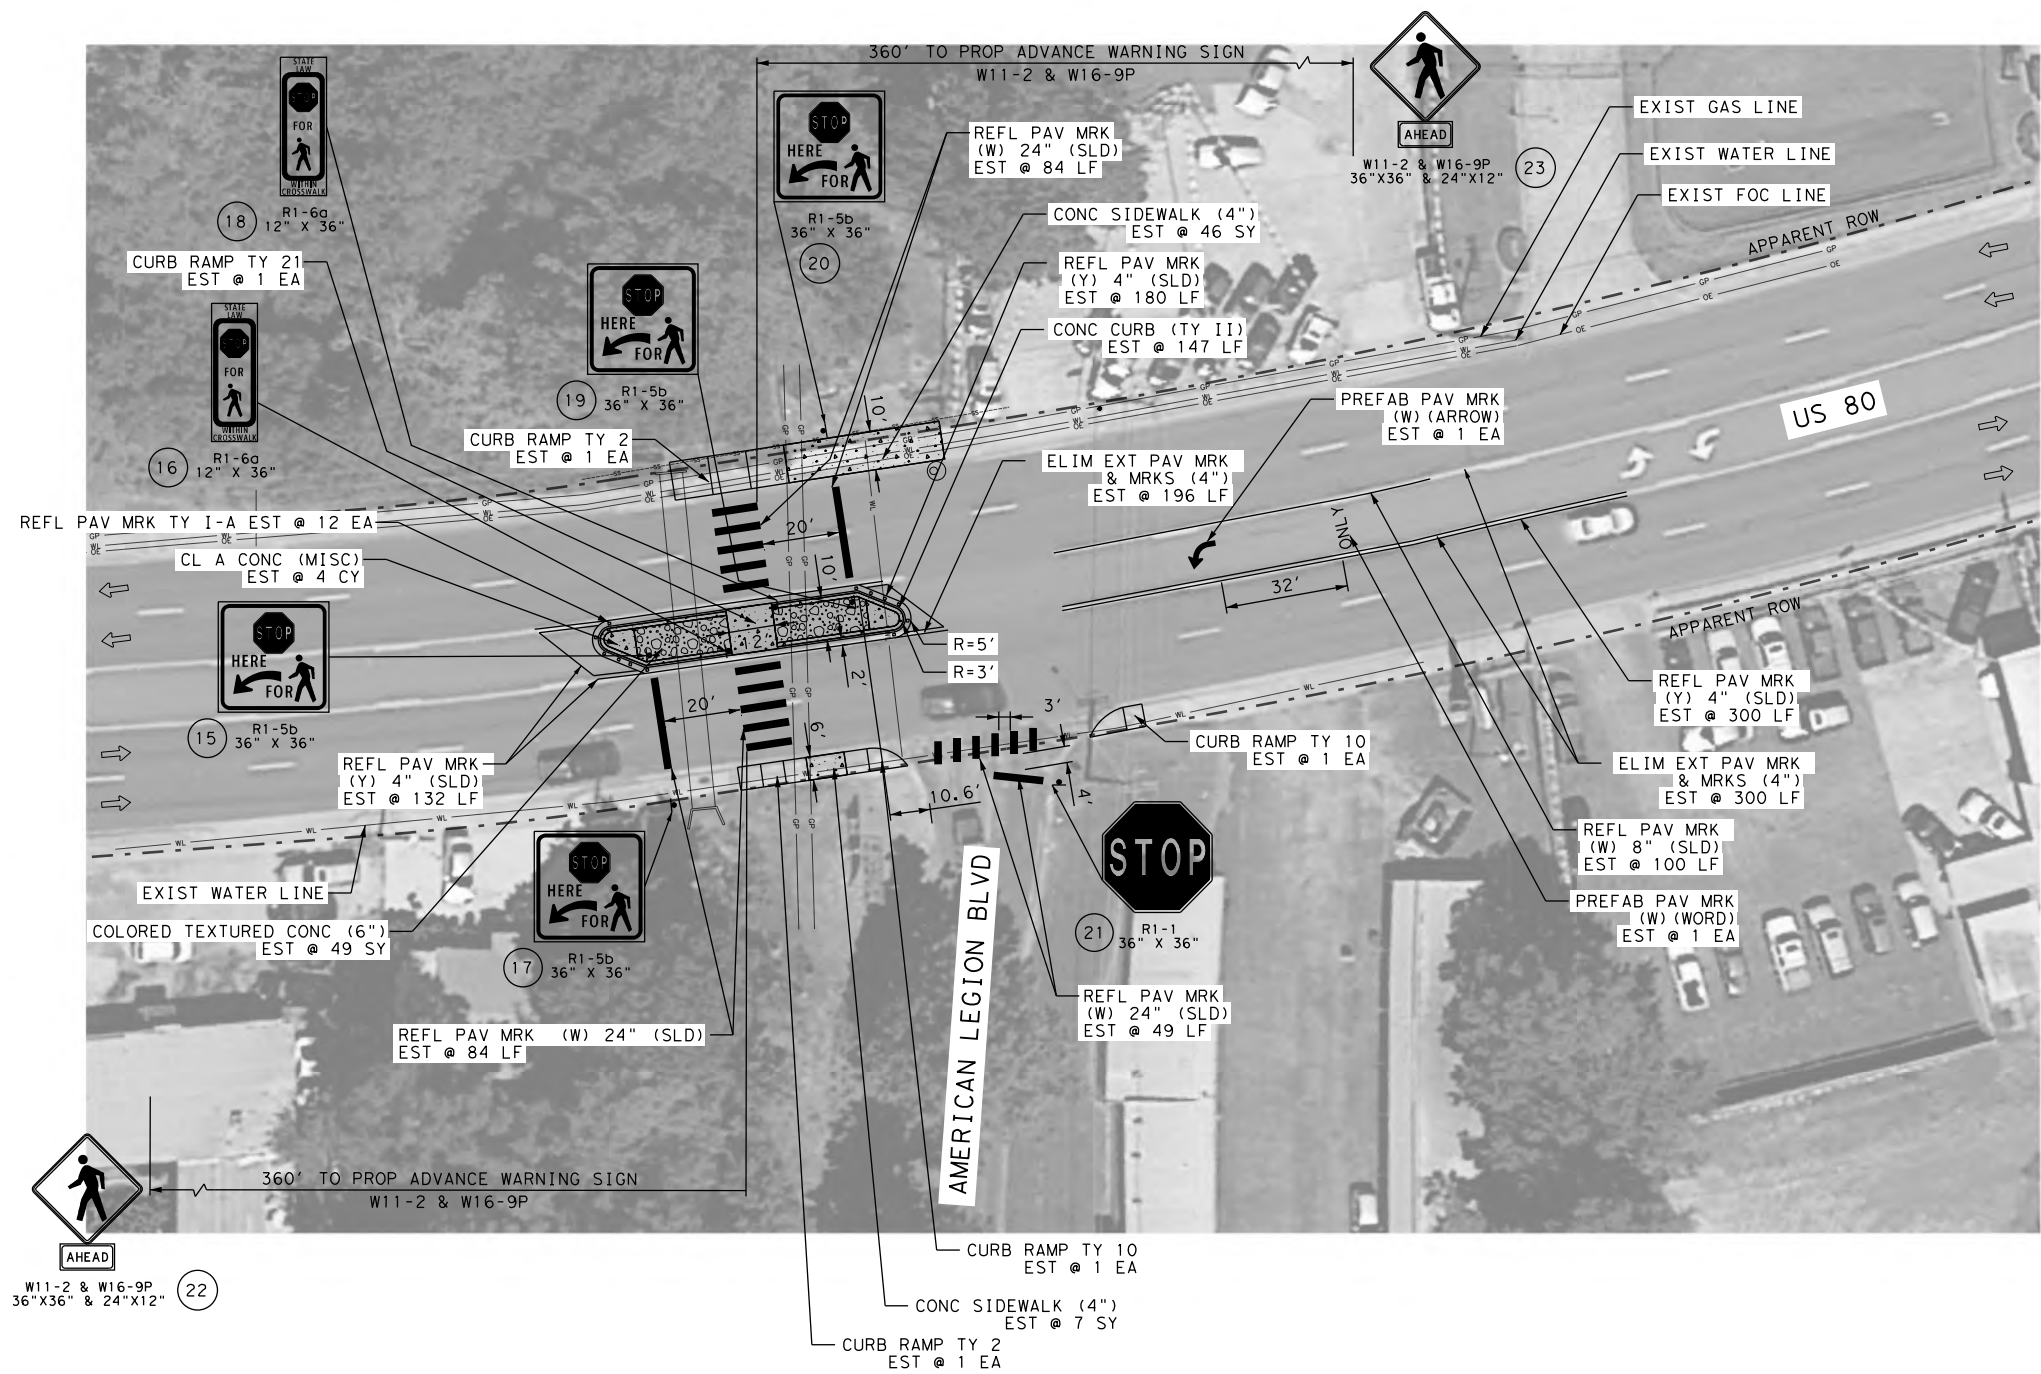 360' TO PROP ADVANCE WARNING SIGN
W11-2 & W16-9P
AHEAD
W11-2 & W16-9P
36"X36" & 24"X12"
23
STATE
LAW
STOP
FOR
WITHIN
CROSSWALK
18
R1-6a
12" X 36"
STOP
HERE
FOR
R1-5b
36" X 36"
20
REFL PAV MRK
(W) 24" (SLD)
EST @ 84 LF
EXIST GAS LINE
EXIST WATER LINE
EXIST FOC LINE
CONC SIDEWALK (4")
EST @ 46 SY
APPARENT ROW
CURB RAMP TY 21
EST @ 1 EA
REFL PAV MRK
(Y) 4" (SLD)
EST @ 180 LF
CONC CURB (TY II)
EST @ 147 LF
STATE
LAW
STOP
FOR
WITHIN
CROSSWALK
16
R1-6a
12" X 36"
STOP
HERE
FOR
19
R1-5b
36" X 36"
CURB RAMP TY 2
EST @ 1 EA
10'
PREFAB PAV MRK
(W)(ARROW)
EST @ 1 EA
US 80
ELIM EXT PAV MRK
& MRKS (4")
EST @ 196 LF
REFL PAV MRK TY I-A EST @ 12 EA
CL A CONC (MISC)
EST @ 4 CY
20'
10'
ONLY
32'
STOP
HERE
FOR
15
R1-5b
36" X 36"
12'
R=5'
R=3'
2'
20'
6'
3'
APPARENT ROW
REFL PAV MRK
(Y) 4" (SLD)
EST @ 300 LF
CURB RAMP TY 10
EST @ 1 EA
REFL PAV MRK
(Y) 4" (SLD)
EST @ 132 LF
ELIM EXT PAV MRK
& MRKS (4")
EST @ 300 LF
10.6'
4'
REFL PAV MRK
(W) 8" (SLD)
EST @ 100 LF
EXIST WATER LINE
STOP
HERE
FOR
17
R1-5b
36" X 36"
STOP
21
R1-1
36" X 36"
PREFAB PAV MRK
(W)(WORD)
EST @ 1 EA
COLORED TEXTURED CONC (6")
EST @ 49 SY
AMERICAN LEGION BLVD
REFL PAV MRK
(W) 24" (SLD)
EST @ 49 LF
REFL PAV MRK (W) 24" (SLD)
EST @ 84 LF
360' TO PROP ADVANCE WARNING SIGN
W11-2 & W16-9P
AHEAD
W11-2 & W16-9P
36"X36" & 24"X12"
22
CURB RAMP TY 10
EST @ 1 EA
CONC SIDEWALK (4")
EST @ 7 SY
CURB RAMP TY 2
EST @ 1 EA